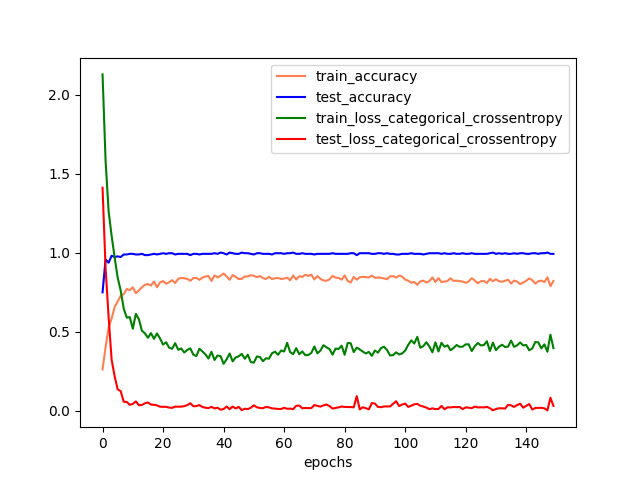 train_accuracy
test_accuracy
train_loss_categorical_crossentropy
test_loss_categorical_crossentropy
2.0
1.5
1.0
0.5
0.0
0 20 40 60 80 100 120 140
epochs